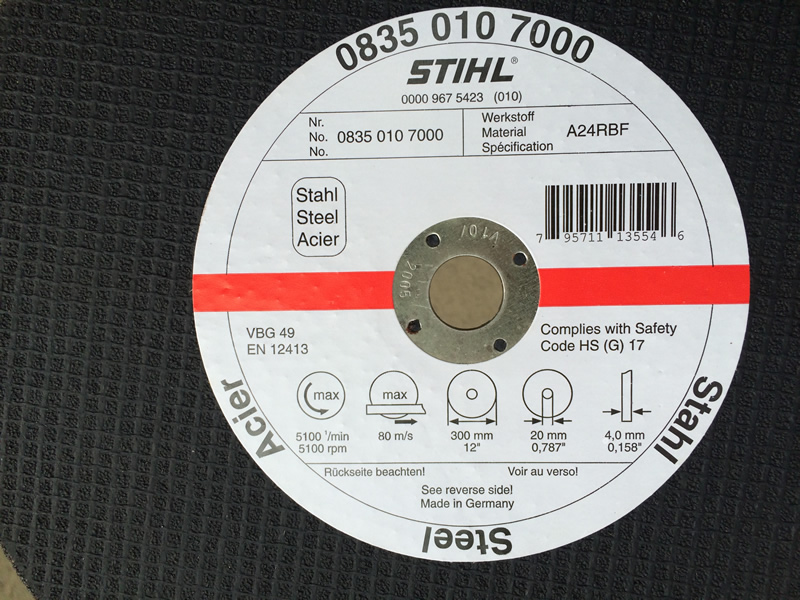 0835 010 7000
STIHL®
0000 967 5423 (010)
Nr.
No. 0835 010 7000
No.
Werkstoff
Material A24RBF
Spécification
Stahl
Steel
Acier
7 95711 13554 6
V10/
2006
VBG 49
EN 12413
Complies with Safety
Code HS (G) 17
max
5100 ¹/min
5100 rpm
max
80 m/s
300 mm
12"
20 mm
0,787"
4,0 mm
0,158"
Rückseite beachten!
Voir au verso!
See reverse side!
Made in Germany
Acier
Steel
Stahl